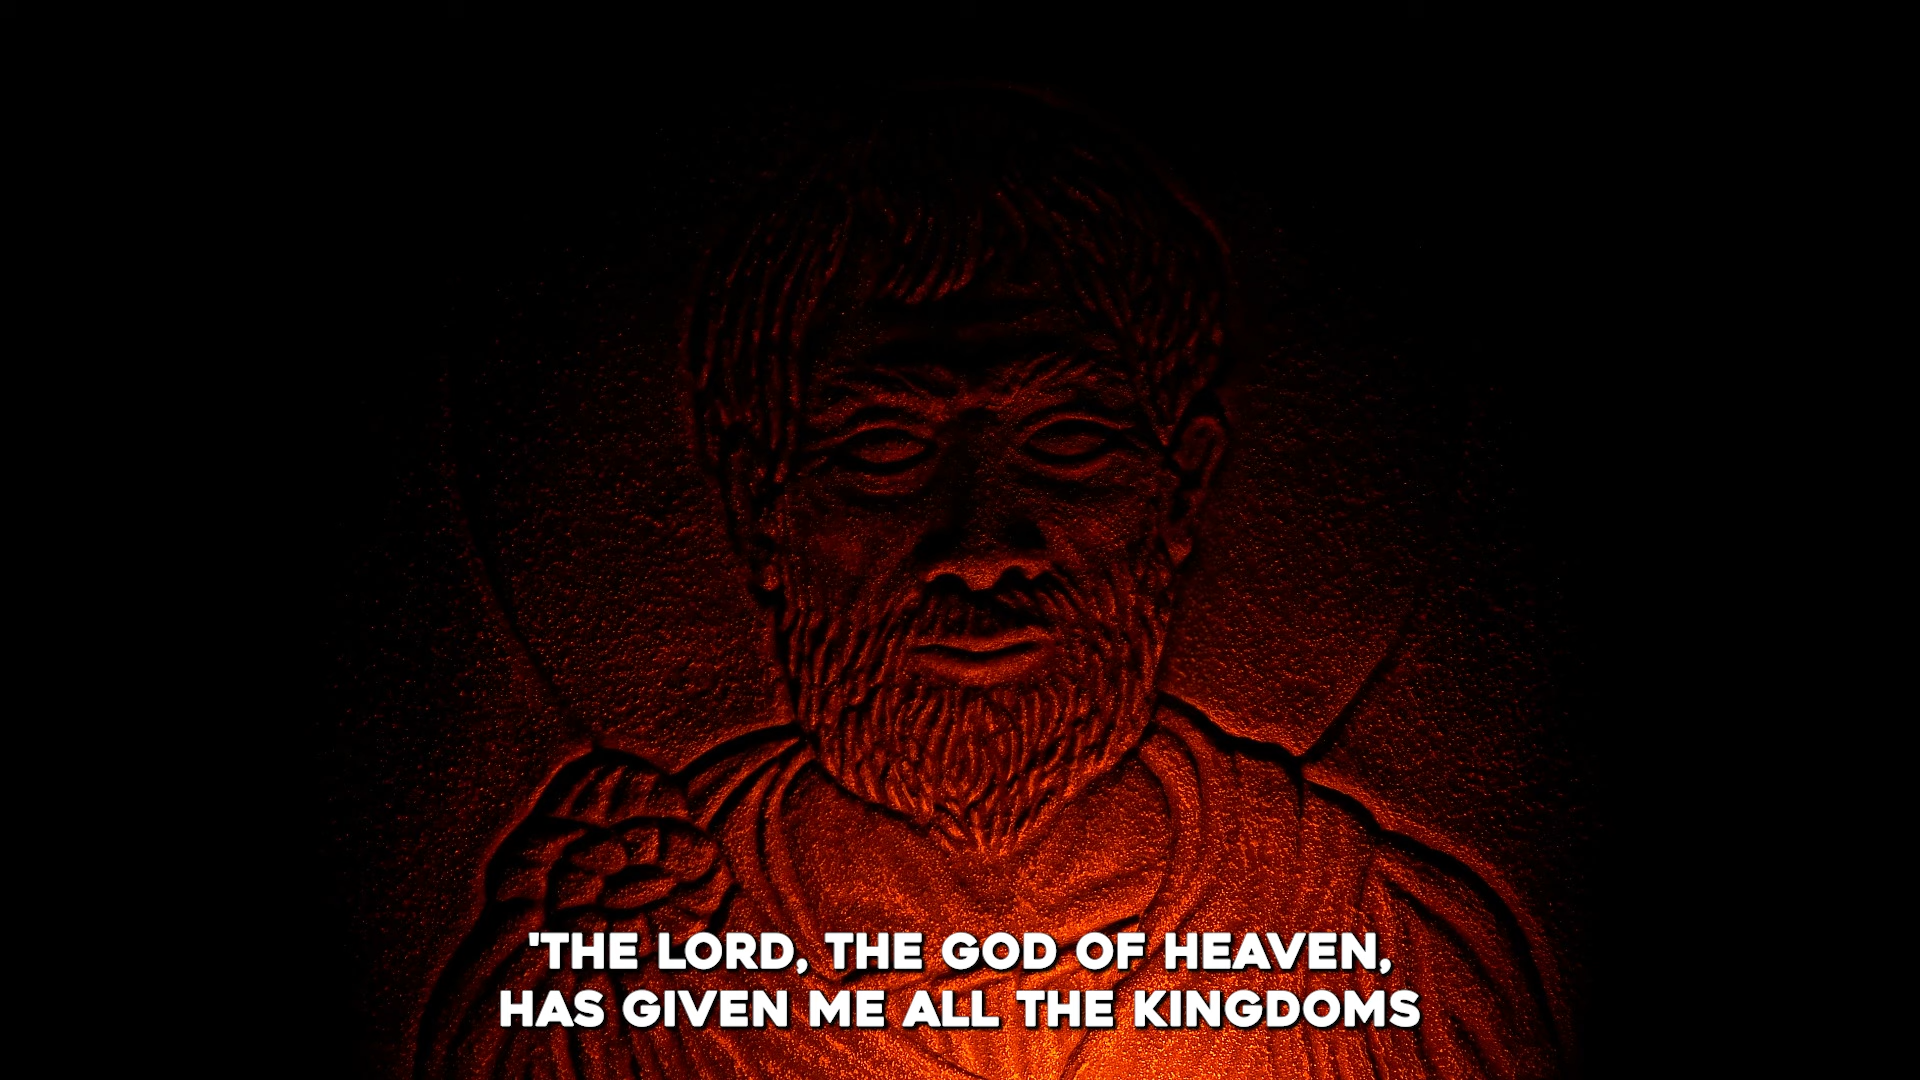 'THE LORD, THE GOD OF HEAVEN,
HAS GIVEN ME ALL THE KINGDOMS